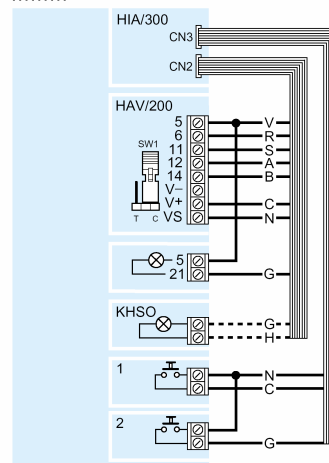 HIA/300
CN3
CN2
HAV/200
5 V
6 R
SW1
11 S
12 A
14 B
V–
V+ C
T C VS N
5
21 G
KHSO
G
H
1 N
C
2
G